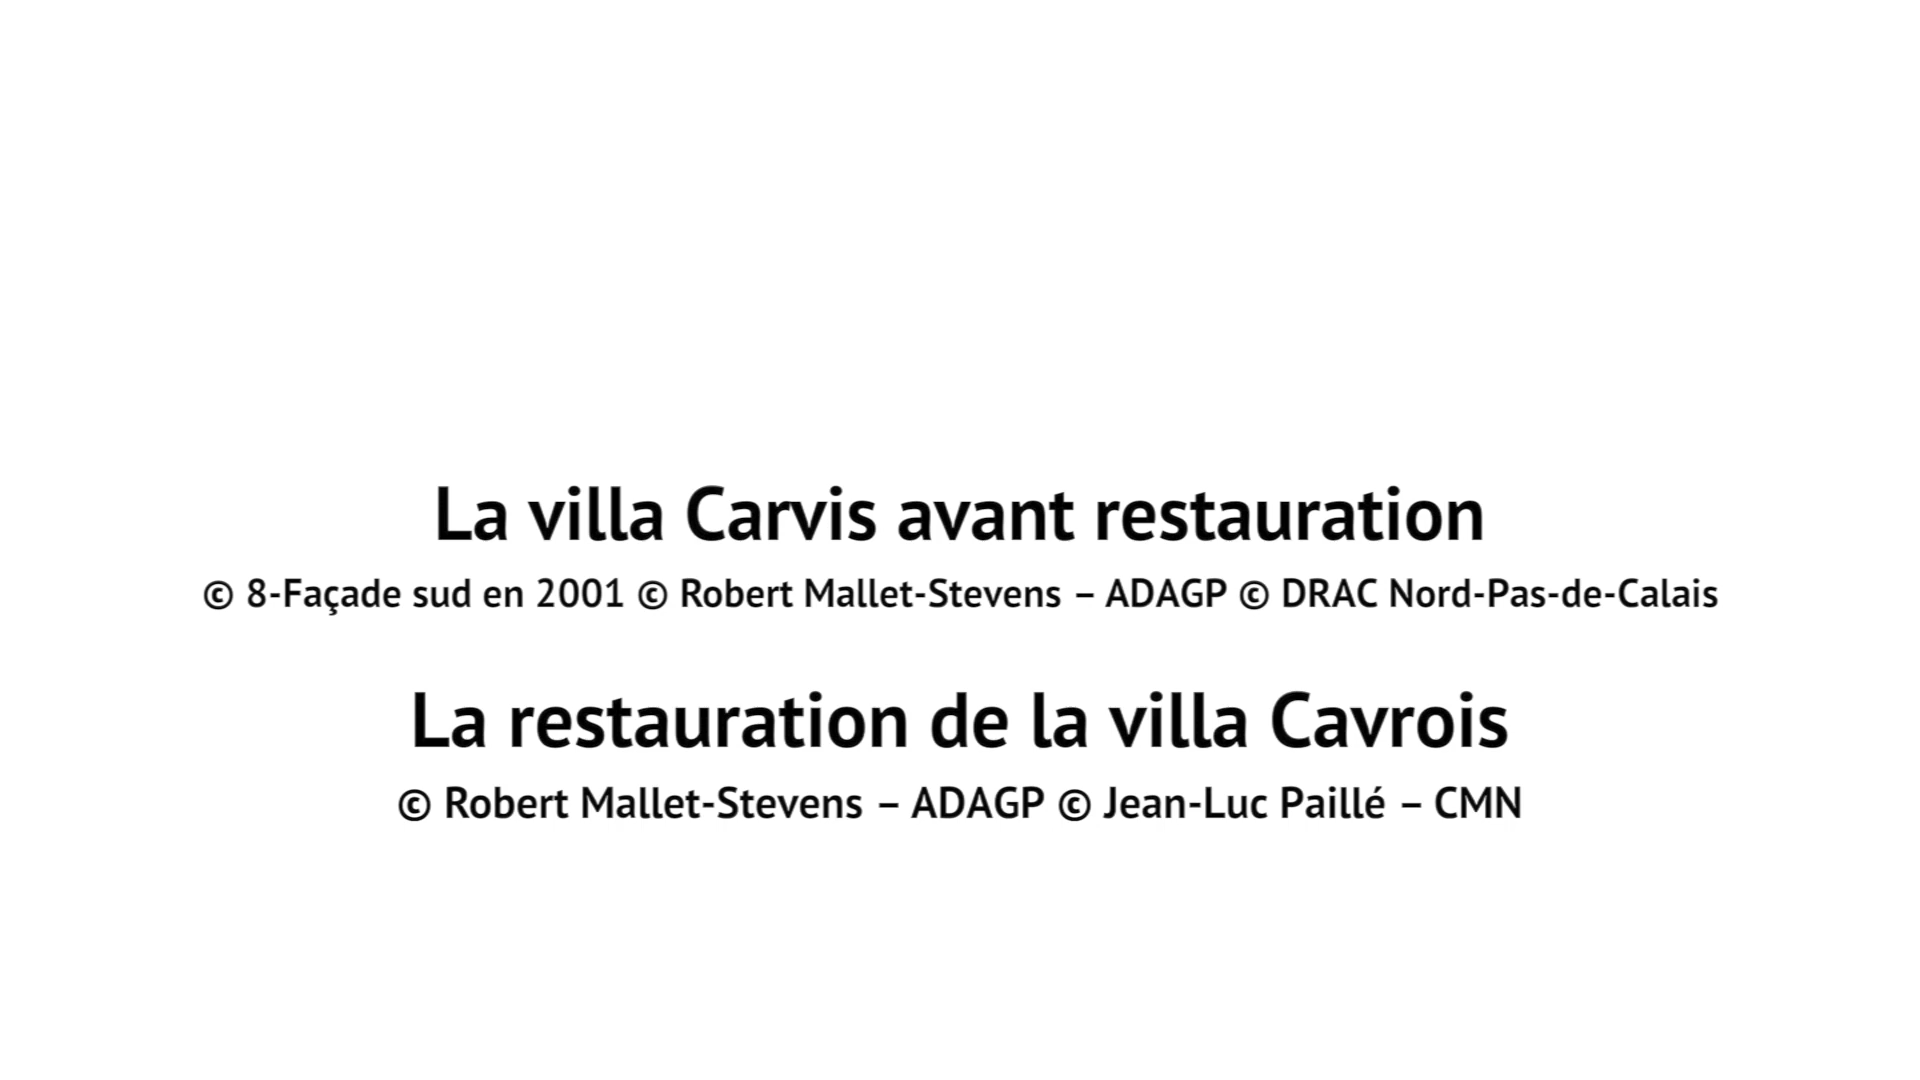 La villa Carvis avant restauration
© 8-Façade sud en 2001 © Robert Mallet-Stevens – ADAGP © DRAC Nord-Pas-de-Calais
La restauration de la villa Cavrois
© Robert Mallet-Stevens – ADAGP © Jean-Luc Paillé – CMN